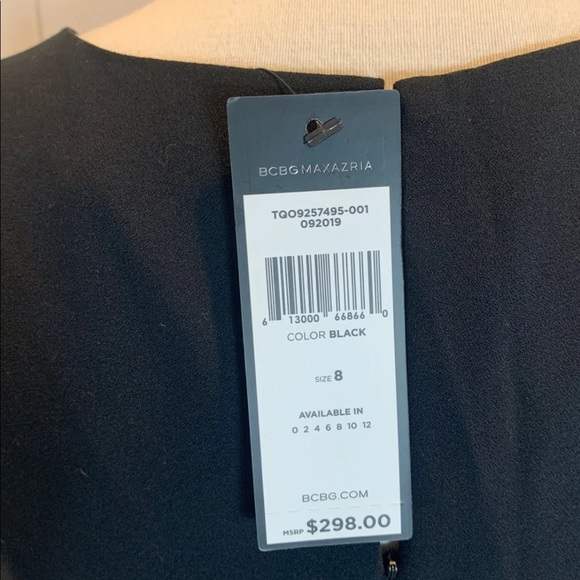 BCBGMAXAZRIA
TQO9257495-001
092019
6 13000 66866 0
COLOR BLACK
SIZE 8
AVAILABLE IN
0 2 4 6 8 10 12
BCBG.COM
MSRP $298.00